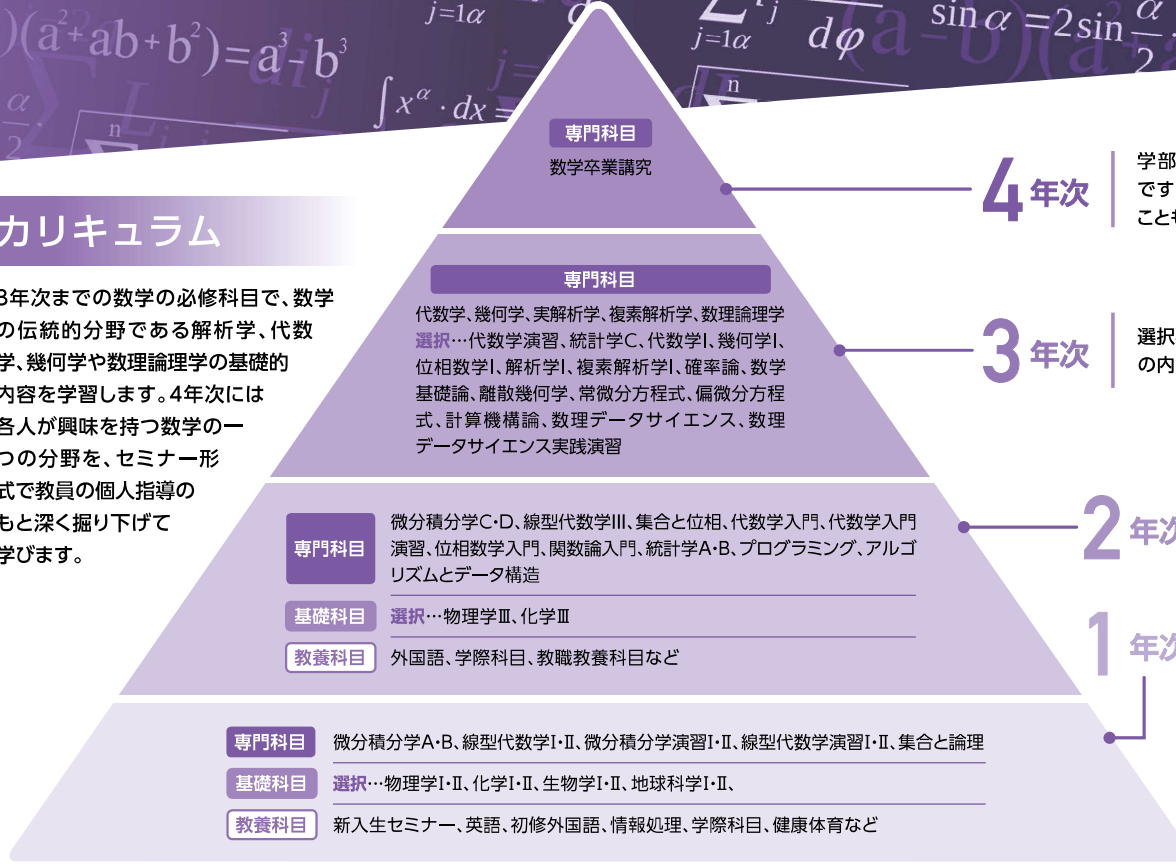 )(a²+ab+b²)=a³-b³
j=1α
∫x^α · dx =
j=1α
dφ
sin α = 2 sin α/2
専門科目
数学卒業講究
4年次
学部
です
カリキュラム
専門科目
代数学、幾何学、実解析学、複素解析学、数理論理学
選択…代数学演習、統計学C、代数学I、幾何学I、
位相数学I、解析学I、複素解析学I、確率論、数学
基礎論、離散幾何学、常微分方程式、偏微分方程
式、計算機構論、数理データサイエンス、数理
データサイエンス実践演習
3年次
選択
の内
3年次までの数学の必修科目で、数学
の伝統的分野である解析学、代数
学、幾何学や数理論理学の基礎的
内容を学習します。4年次には
各人が興味を持つ数学の一
つの分野を、セミナー形
式で教員の個人指導の
もと深く掘り下げて
学びます。
専門科目
微分積分学C・D、線型代数学III、集合と位相、代数学入門、代数学入門
演習、位相数学入門、関数論入門、統計学A・B、プログラミング、アルゴ
リズムとデータ構造
基礎科目
選択…物理学Ⅲ、化学Ⅲ
教養科目
外国語、学際科目、教職教養科目など
2年次
1年次
専門科目
微分積分学A・B、線型代数学I・II、微分積分学演習I・II、線型代数学演習I・II、集合と論理
基礎科目
選択…物理学I・II、化学I・II、生物学I・II、地球科学I・II、
教養科目
新入生セミナー、英語、初修外国語、情報処理、学際科目、健康体育など